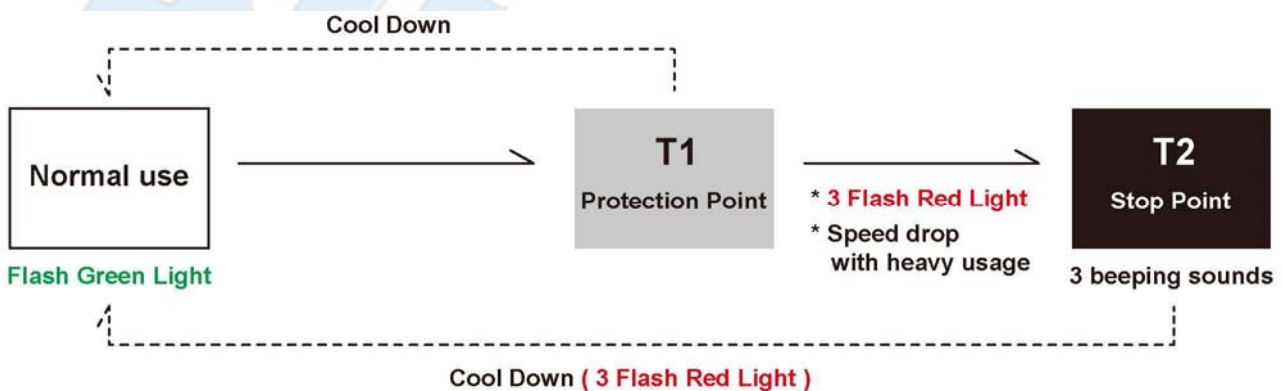 Cool Down
Normal use
Flash Green Light
T1
Protection Point
* 3 Flash Red Light
* Speed drop
with heavy usage
T2
Stop Point
3 beeping sounds
Cool Down ( 3 Flash Red Light )